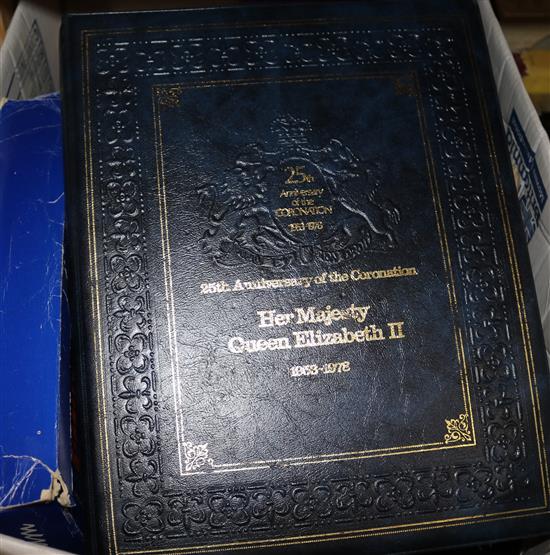 25th
Anniversary
of the
CORONATION
1953-1978
25th Anniversary of the Coronation
Her Majesty
Queen Elizabeth II
1953-1978